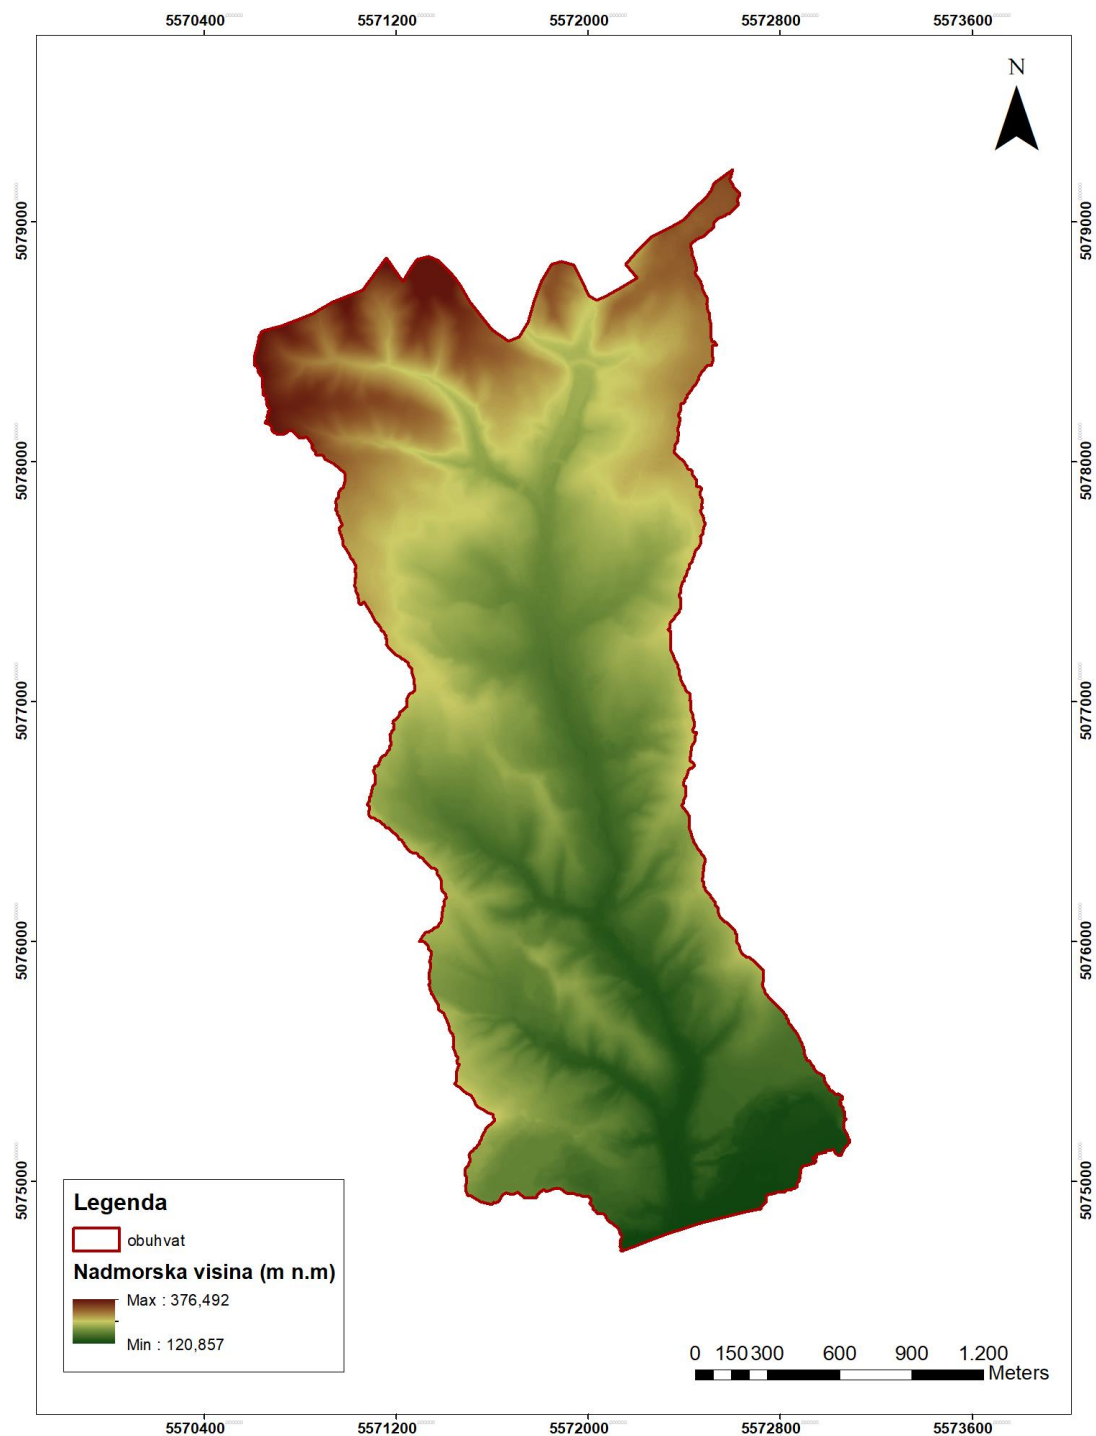 5570400 5571200 5572000 5572800 5573600
N
5079000 5079000
5078000 5078000
5077000 5077000
5076000 5076000
5075000 5075000
Legenda
obuhvat
Nadmorska visina (m n.m)
Max : 376,492
Min : 120,857
0 150 300 600 900 1.200
Meters
5570400 5571200 5572000 5572800 5573600